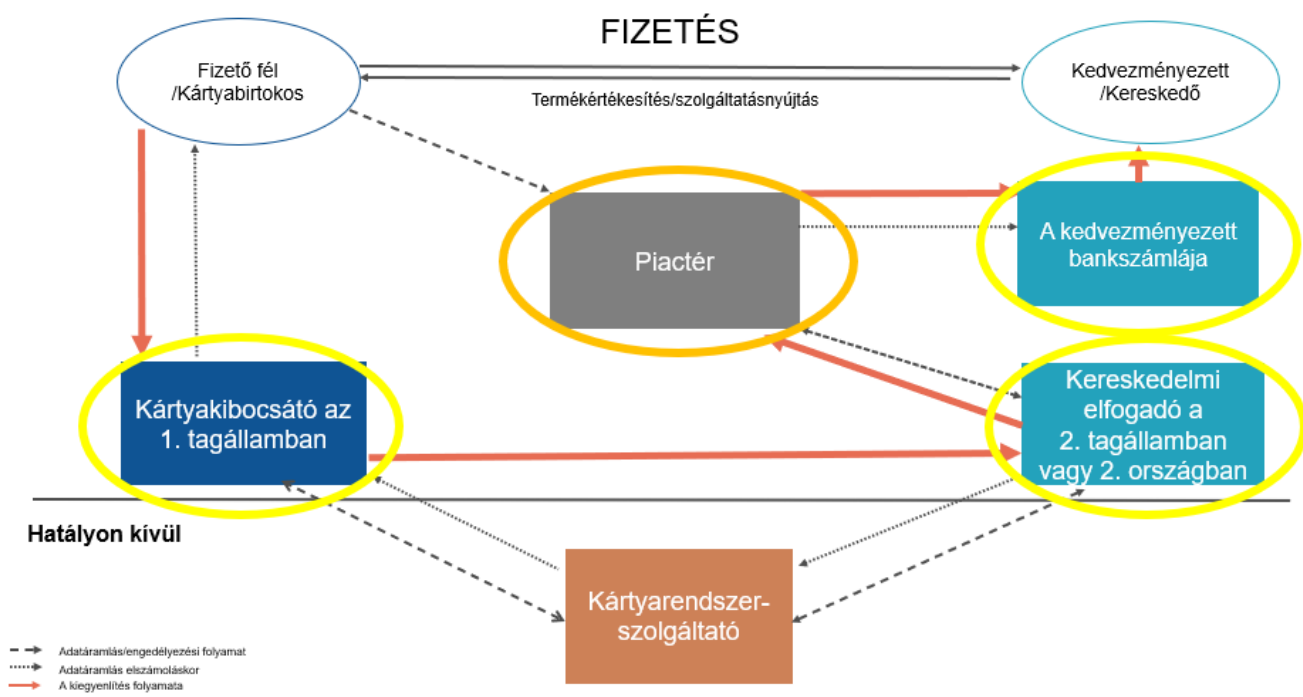 FIZETÉS
Fizető fél
/Kártyabirtokos
Kedvezményezett
/Kereskedő
Termékértékesítés/szolgáltatásnyújtás
Piactér
A kedvezményezett
bankszámlája
Kártyakibocsátó az
1. tagállamban
Kereskedelmi
elfogadó a
2. tagállamban
vagy 2. országban
Hatályon kívül
Kártyarendszer-
szolgáltató
Adatáramlás/engedélyezési folyamat
Adatáramlás elszámoláskor
A kiegyenlítés folyamata